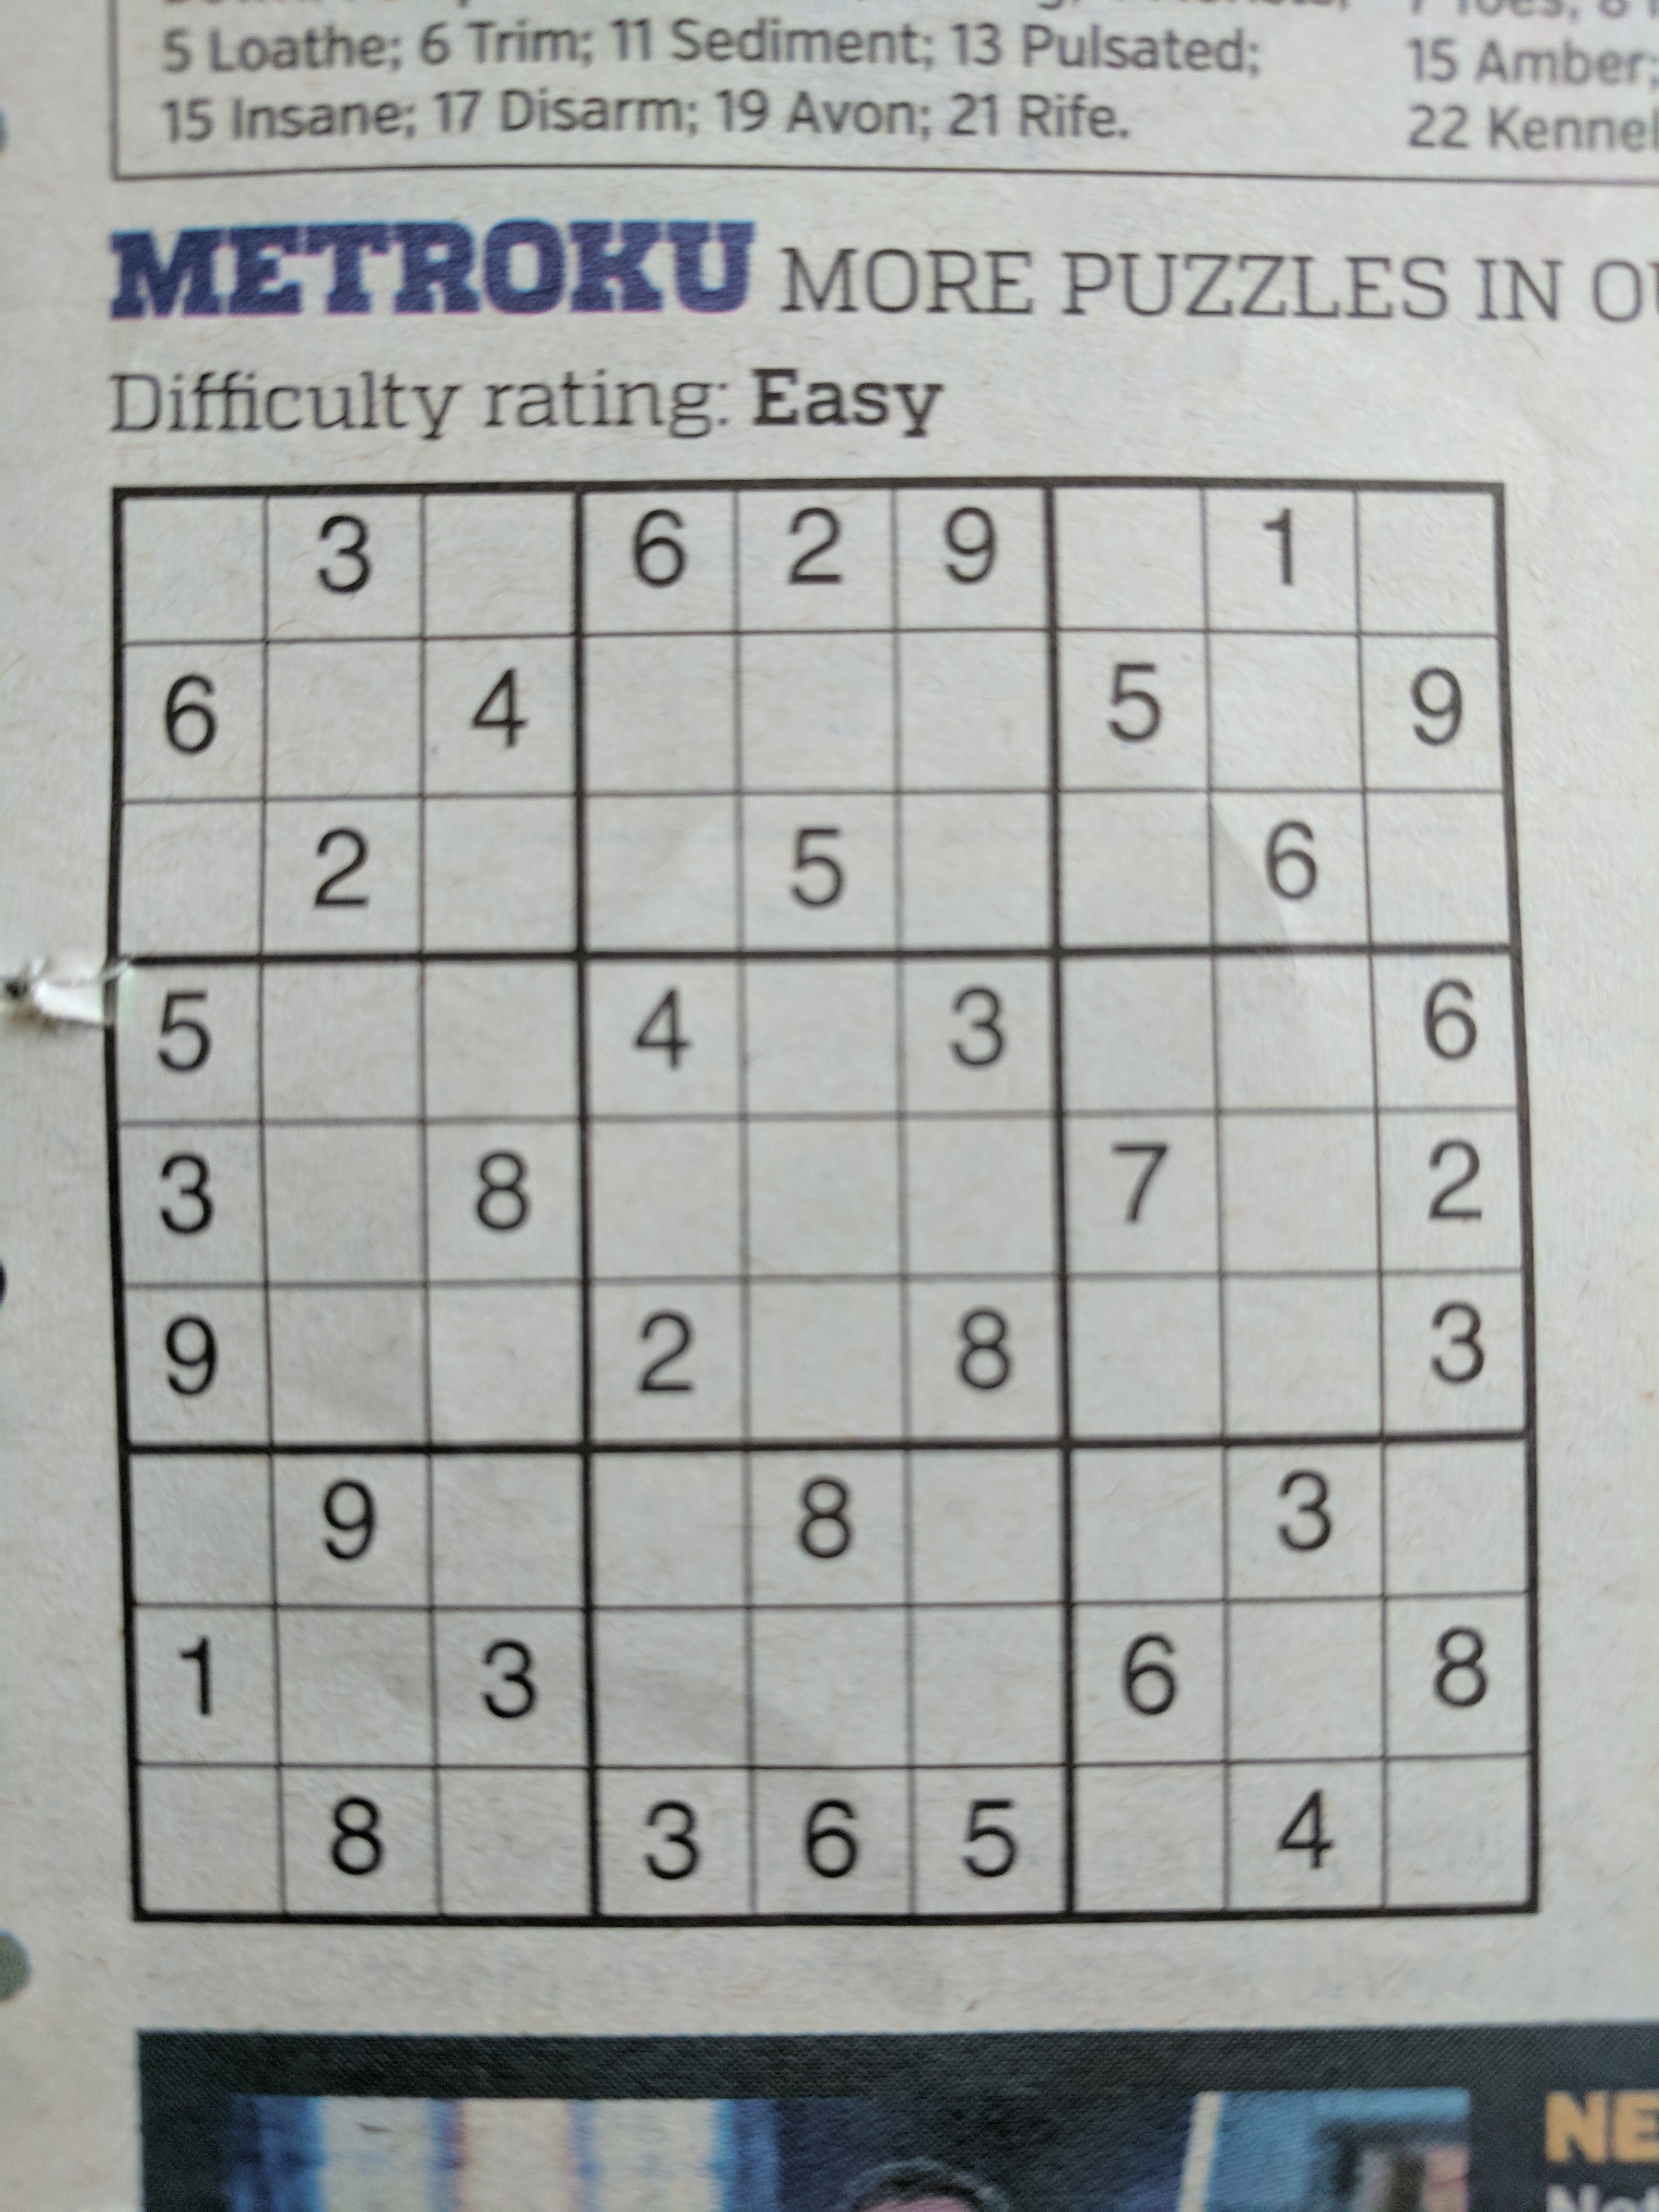 5 Loathe; 6 Trim; 11 Sediment; 13 Pulsated;
15 Insane; 17 Disarm; 19 Avon; 21 Rife.
15 Amber;
22 Kennel
METROKU MORE PUZZLES IN
Difficulty rating: Easy
3 6 2 9 1
6 4 5 9
2 5 6
5 4 3 6
3 8 7 2
9 2 8 3
9 8 3
1 3 6 8
8 3 6 5 4